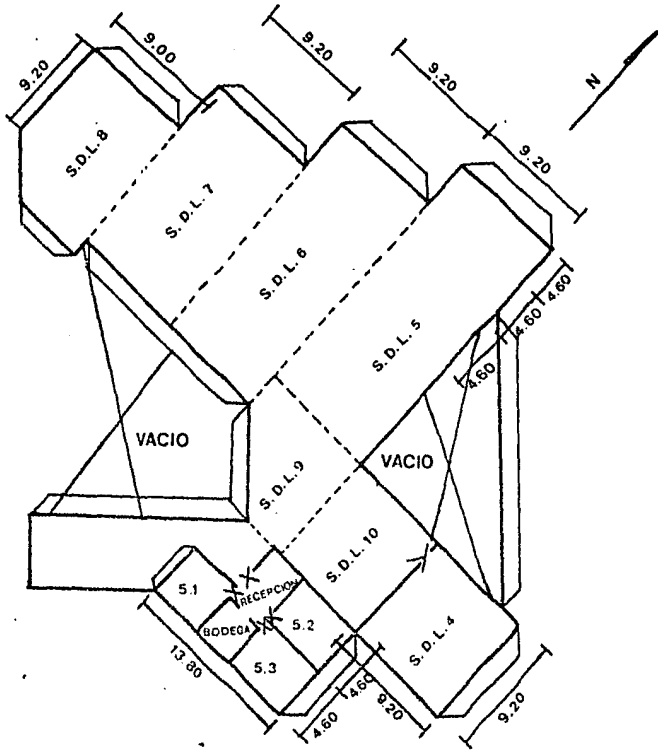 9.20
9.00
9.20
9.20
9.20
N
S.D.L.8
S.D.L.7
S.D.L.6
S.D.L.5
4.60
4.60
4.60
VACIO
VACIO
S.D.L.9
S.D.L.10
S.D.L.4
5.1
RECEPCION
BODEGA
5.2
5.3
13.80
4.60
4.60
9.20
9.20